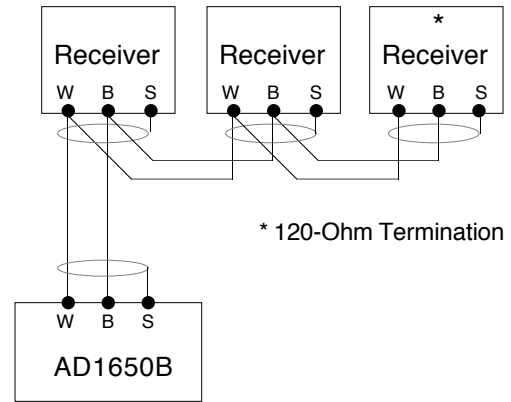 *
Receiver Receiver Receiver
W B S W B S W B S
* 120-Ohm Termination
W B S
AD1650B